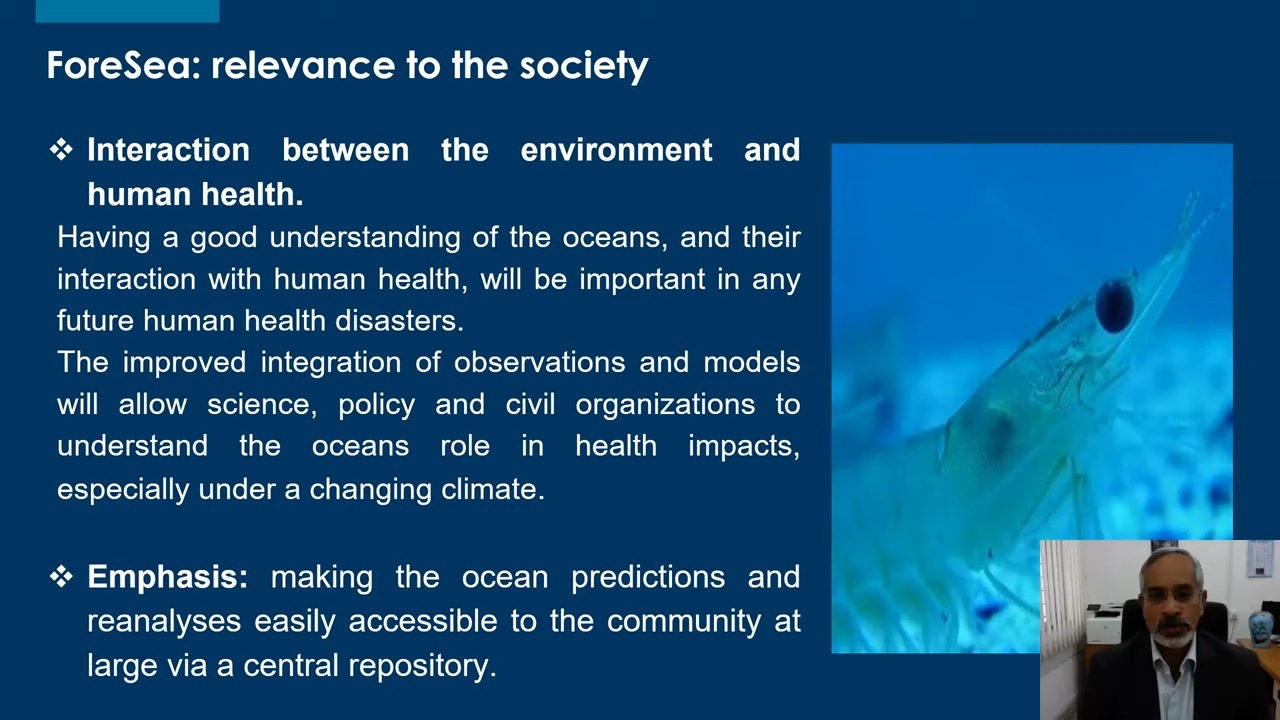 ForeSea: relevance to the society
❖ Interaction between the environment and
human health.
Having a good understanding of the oceans, and their
interaction with human health, will be important in any
future human health disasters.
The improved integration of observations and models
will allow science, policy and civil organizations to
understand the oceans role in health impacts,
especially under a changing climate.
❖ Emphasis: making the ocean predictions and
reanalyses easily accessible to the community at
large via a central repository.